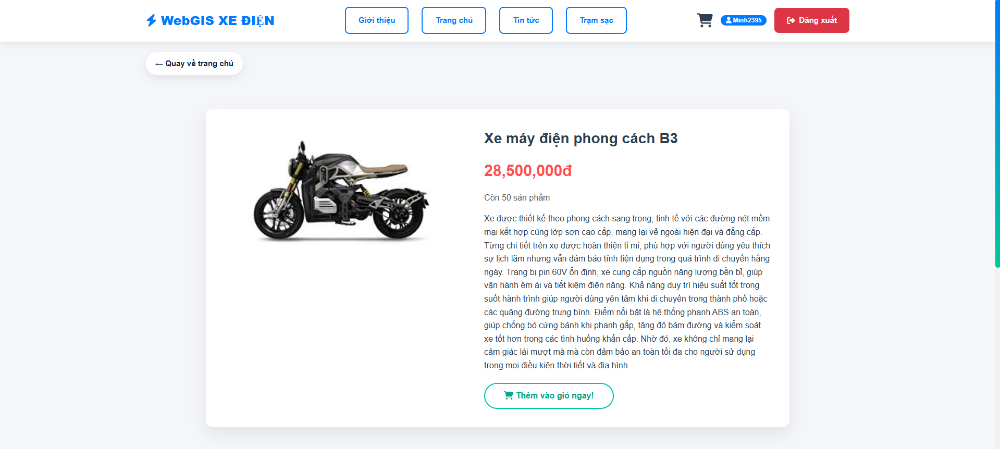 WebGIS XE ĐIỆN
Giới thiệu
Trang chủ
Tin tức
Trạm sạc
Minh2395
Đăng xuất
← Quay về trang chủ
Xe máy điện phong cách B3
28,500,000đ
Còn 50 sản phẩm
Xe được thiết kế theo phong cách sang trọng, tinh tế với các đường nét mềm
mại kết hợp cùng lớp sơn cao cấp, mang lại vẻ ngoài hiện đại và đẳng cấp.
Từng chi tiết trên xe được hoàn thiện tỉ mỉ, phù hợp với người dùng yêu thích
sự lịch lãm nhưng vẫn đảm bảo tính tiện dụng trong quá trình di chuyển hằng
ngày. Trang bị pin 60V ổn định, xe cung cấp nguồn năng lượng bền bỉ, giúp
vận hành êm ái và tiết kiệm điện năng. Khả năng duy trì hiệu suất tốt trong
suốt hành trình giúp người dùng yên tâm khi di chuyển trong thành phố hoặc
các quãng đường trung bình. Điểm nổi bật là hệ thống phanh ABS an toàn,
giúp chống bó cứng bánh khi phanh gấp, tăng độ bám đường và kiểm soát
xe tốt hơn trong các tình huống khẩn cấp. Nhờ đó, xe không chỉ mang lại
cảm giác lái mượt mà mà còn đảm bảo an toàn tối đa cho người sử dụng
trong mọi điều kiện thời tiết và địa hình.
Thêm vào giỏ ngay!